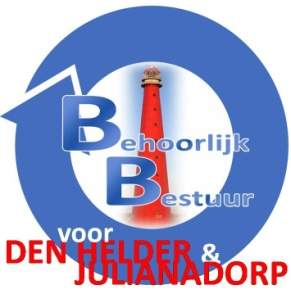 Behoorlijk
Bestuur
voor
DEN HELDER &
JULIANADORP